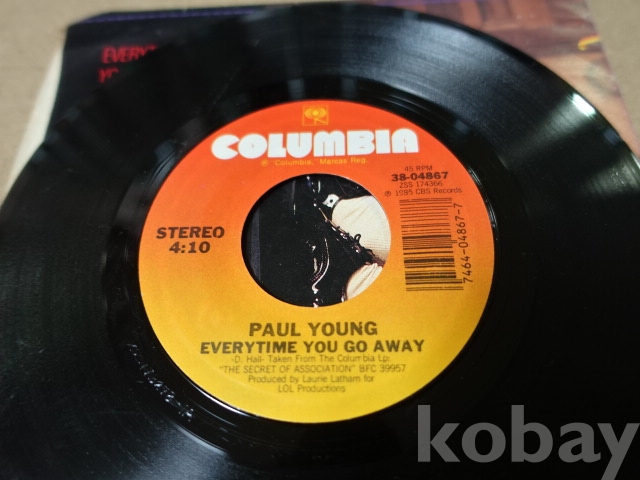 EVERY
COLUMBIA
® "Columbia," Marcas Reg.
45 RPM
38-04867
ZSS 174366
℗ 1985 CBS Records
STEREO
4:10
7464-04867-7
PAUL YOUNG
EVERYTIME YOU GO AWAY
-D. Hall- Taken From The Columbia Lp:
"THE SECRET OF ASSOCIATION" BFC 39957
Produced by Laurie Latham for
LOL Productions
kobay